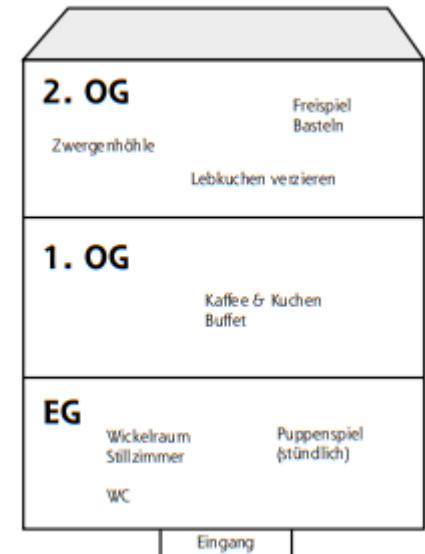 2. OG
Freispiel
Basteln
Zwergenhöhle
Lebkuchen verzieren
1. OG
Kaffee & Kuchen
Buffet
EG
Wickelraum
Stillzimmer
Puppenspiel
(stündlich)
WC
Eingang